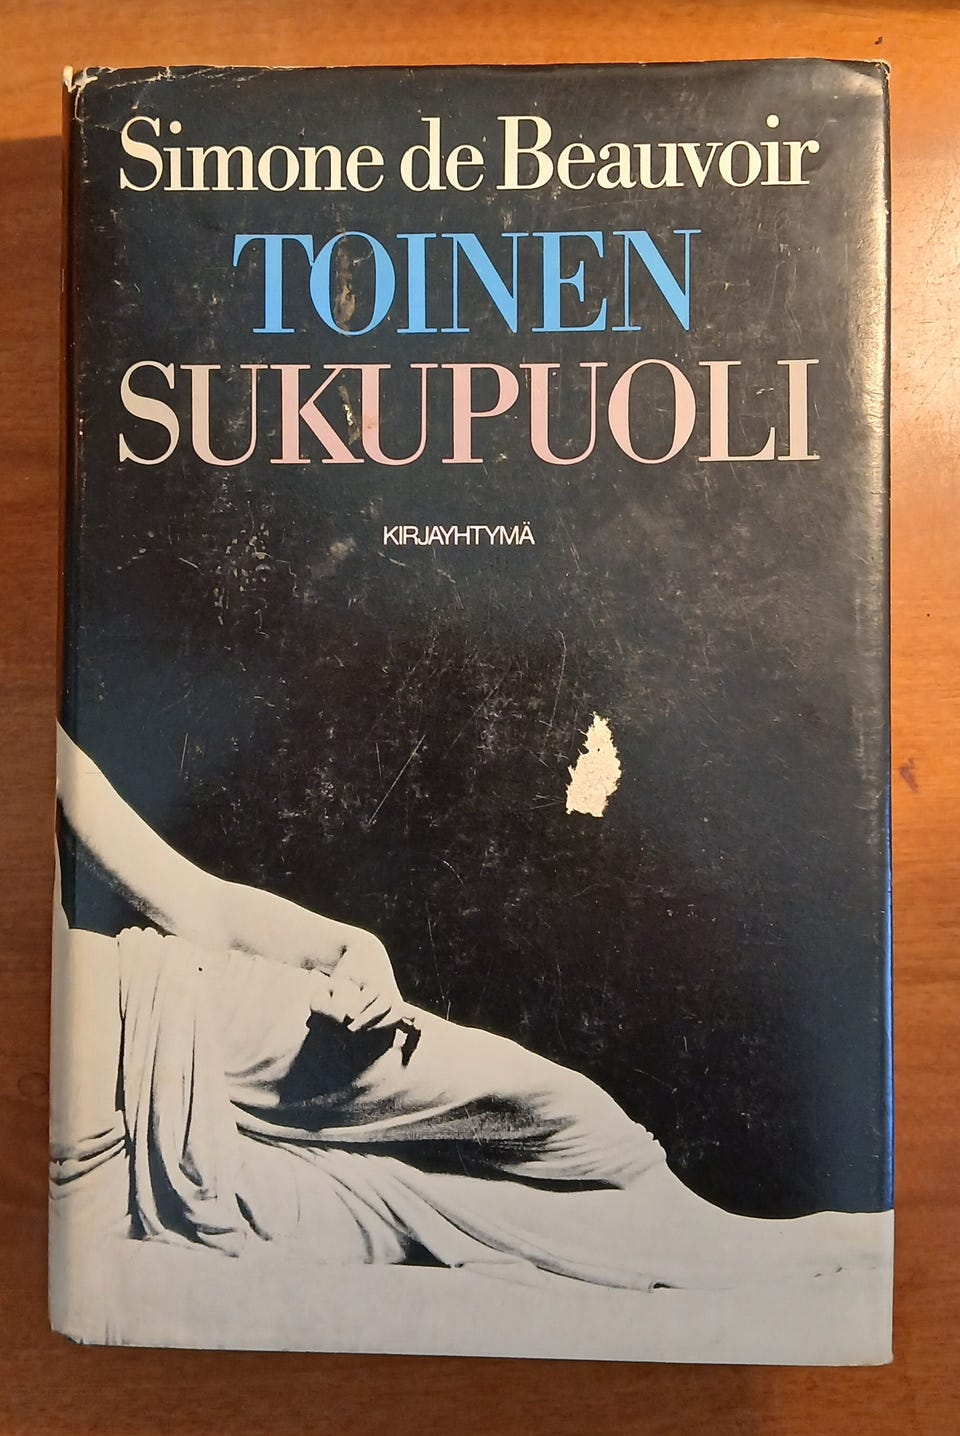 Simone de Beauvoir
TOINEN
SUKUPUOLI
KIRJAYHTYMÄ